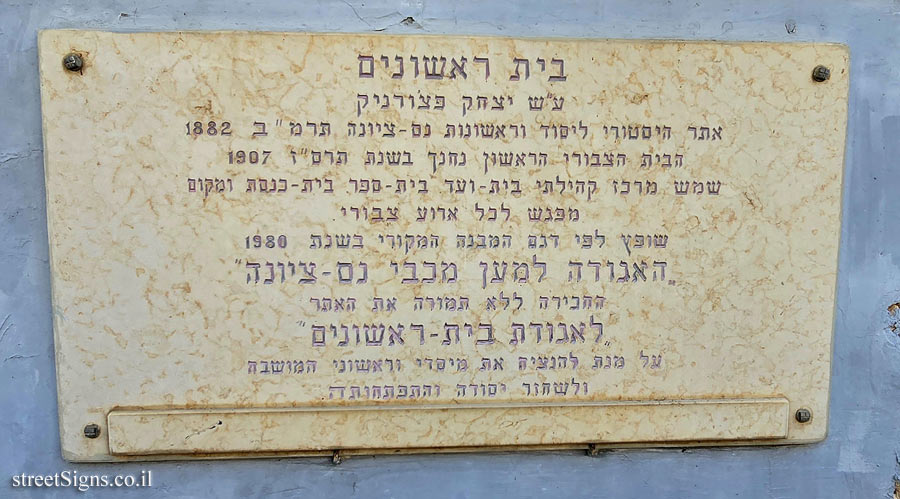 בית ראשונים
ע"ש יצחק פצודניק
אתר היסטורי ליסוד וראשונות נס-ציונה תרמ"ב 1882
הבית הצבורי הראשון נחנך בשנת תרס"ז 1907
שמש מרכז קהילתי בית-ועד בית-ספר בית-כנסת ומקום
מפגש לכל ארוע צבורי.
שופץ לפי דגם המבנה המקורי בשנת 1980
"האגודה למען מכבי נס-ציונה"
החכירה ללא תמורה את האתר
"לאגודת בית-ראשונים"
על מנת להנציח את מיסדי וראשוני המושבה
ולשחזר יסודה והתפתחותה.
streetSigns.co.il